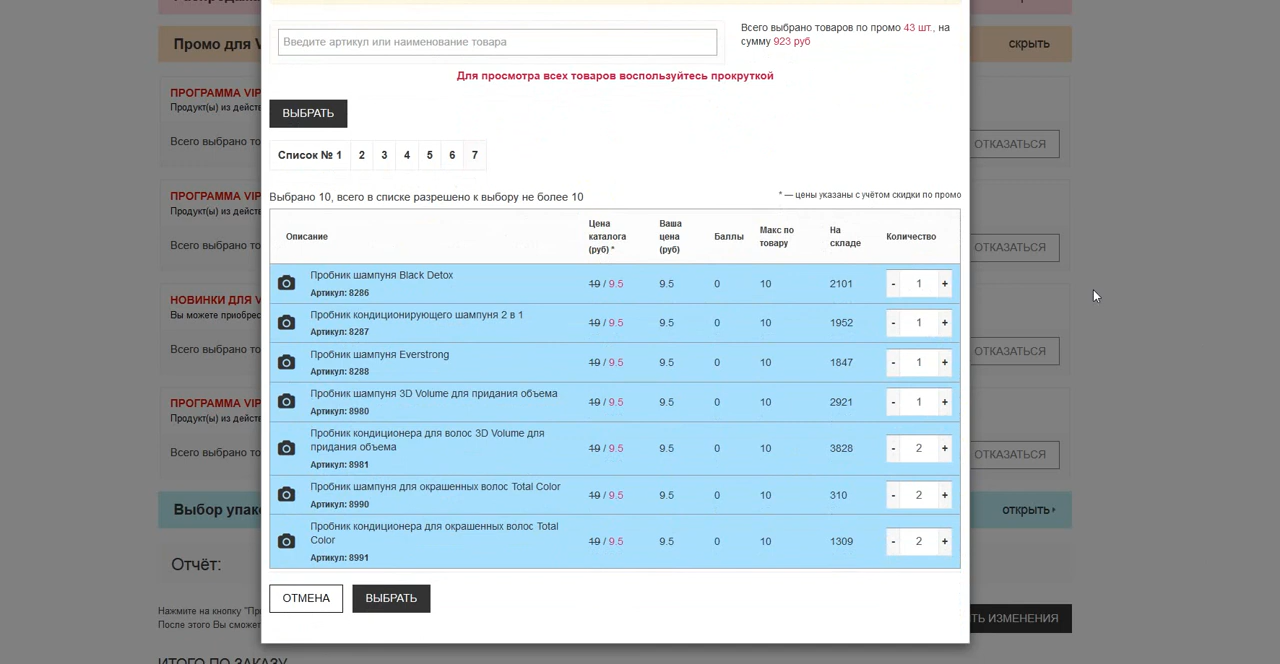 Промо для V
скрыть
ПРОГРАММА VIP
Продукт(ы) из действ
Всего выбрано то
ОТКАЗАТЬСЯ
ПРОГРАММА VIP
Продукт(ы) из действ
Всего выбрано то
ОТКАЗАТЬСЯ
НОВИНКИ ДЛЯ V
Вы можете приобрес
Всего выбрано то
ОТКАЗАТЬСЯ
ПРОГРАММА VIP
Продукт(ы) из действ
Всего выбрано то
ОТКАЗАТЬСЯ
Выбор упако
открыть
Отчёт:
Нажмите на кнопку "Пр
После этого Вы сможет
ТЬ ИЗМЕНЕНИЯ
ИТОГО ПО ЗАКАЗУ
Введите артикул или наименование товара
Всего выбрано товаров по промо 43 шт., на
сумму 923 руб
Для просмотра всех товаров воспользуйтесь прокруткой
ВЫБРАТЬ
Список № 1 2 3 4 5 6 7
Выбрано 10, всего в списке разрешено к выбору не более 10
* — цены указаны с учётом скидки по промо
Описание
Цена
каталога
(руб) *
Ваша
цена
(руб)
Баллы
Макс по
товару
На
складе
Количество
Пробник шампуня Black Detox
Артикул: 8286
19 / 9.5 9.5 0 10 2101 - 1 +
Пробник кондиционирующего шампуня 2 в 1
Артикул: 8287
19 / 9.5 9.5 0 10 1952 - 1 +
Пробник шампуня Everstrong
Артикул: 8288
19 / 9.5 9.5 0 10 1847 - 1 +
Пробник шампуня 3D Volume для придания объема
Артикул: 8980
19 / 9.5 9.5 0 10 2921 - 1 +
Пробник кондиционера для волос 3D Volume для
придания объема
Артикул: 8981
19 / 9.5 9.5 0 10 3828 - 2 +
Пробник шампуня для окрашенных волос Total Color
Артикул: 8990
19 / 9.5 9.5 0 10 310 - 2 +
Пробник кондиционера для окрашенных волос Total
Color
Артикул: 8991
19 / 9.5 9.5 0 10 1309 - 2 +
ОТМЕНА
ВЫБРАТЬ